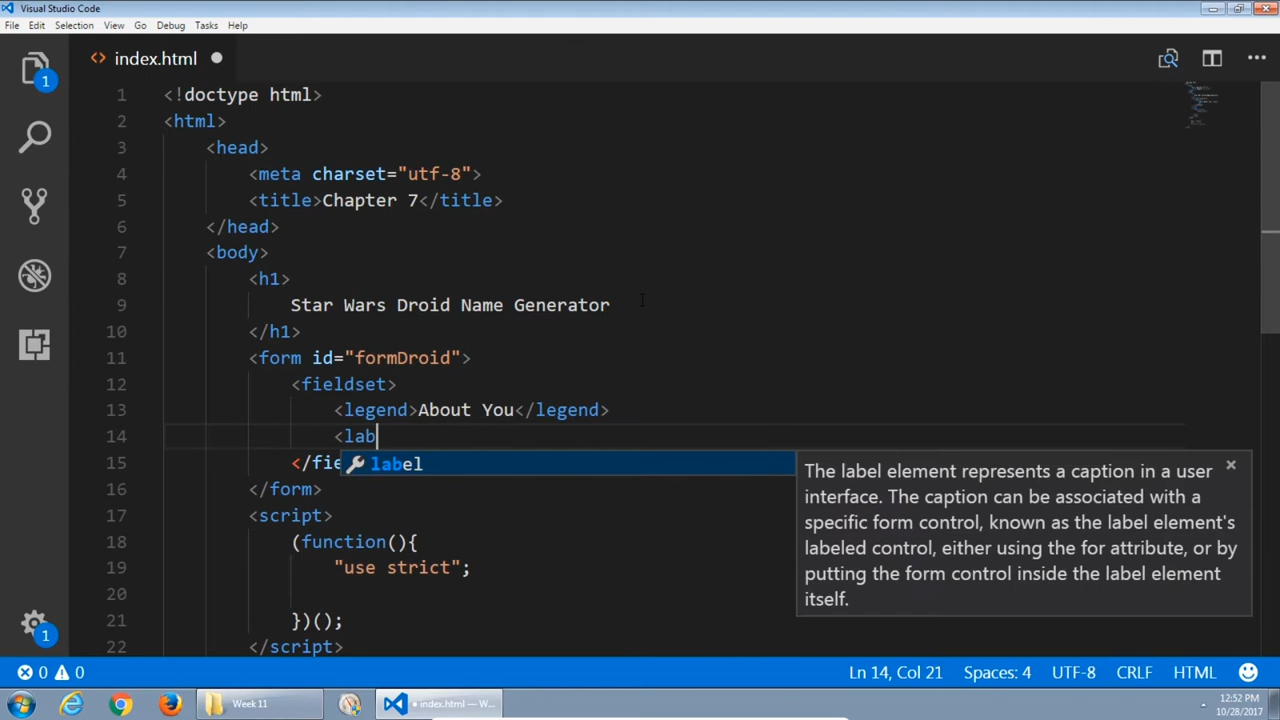 Visual Studio Code
File Edit Selection View Go Debug Tasks Help
index.html
1 <!doctype html>
2 <html>
3 <head>
4 <meta charset="utf-8">
5 <title>Chapter 7</title>
6 </head>
7 <body>
8 <h1>
9 Star Wars Droid Name Generator
10 </h1>
11 <form id="formDroid">
12 <fieldset>
13 <legend>About You</legend>
14 <lab
15 </fie
label
The label element represents a caption in a user
interface. The caption can be associated with a
specific form control, known as the label element's
labeled control, either using the for attribute, or by
putting the form control inside the label element
itself.
16 </form>
17 <script>
18 (function(){
19 "use strict";
20
21 })();
22 </script>
1
1
0 0
Ln 14, Col 21 Spaces: 4 UTF-8 CRLF HTML
Week 11
• index.html — W...
12:52 PM
10/28/2017